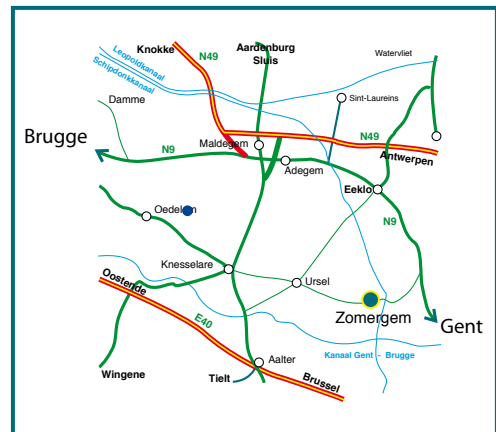 Knokke
N49
Aardenburg
Sluis
Leopoldkanaal
Schipdonkkanaal
Watervliet
Damme
Sint-Laureins
Brugge
N9
Maldegem
N49
Antwerpen
Adegem
Eeklo
Oedelem
N9
Knesselare
Oostende
Ursel
Zomergem
Gent
E40
Kanaal Gent - Brugge
Aalter
Wingene
Tielt
Brussel